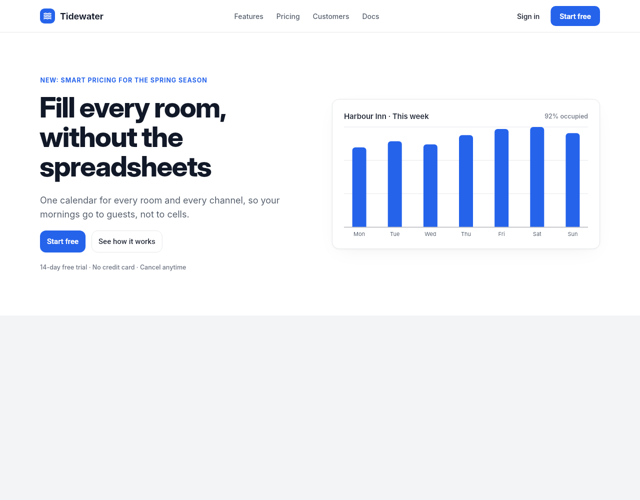 Tidewater
Features
Pricing
Customers
Docs
Sign in
Start free
NEW: SMART PRICING FOR THE SPRING SEASON
Fill every room,
without the
spreadsheets
One calendar for every room and every channel, so your
mornings go to guests, not to cells.
Start free
See how it works
14-day free trial · No credit card · Cancel anytime
Harbour Inn · This week
92% occupied
Mon
Tue
Wed
Thu
Fri
Sat
Sun